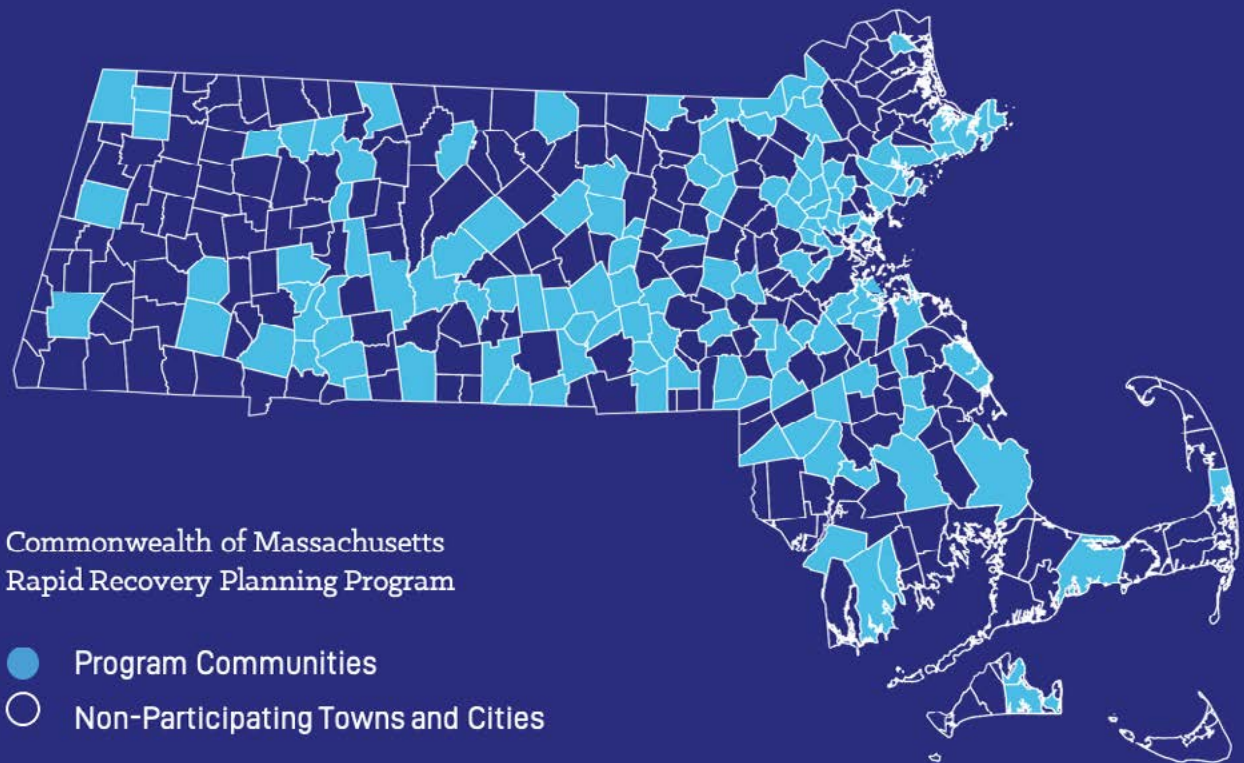 Commonwealth of Massachusetts
Rapid Recovery Planning Program
Program Communities
Non-Participating Towns and Cities